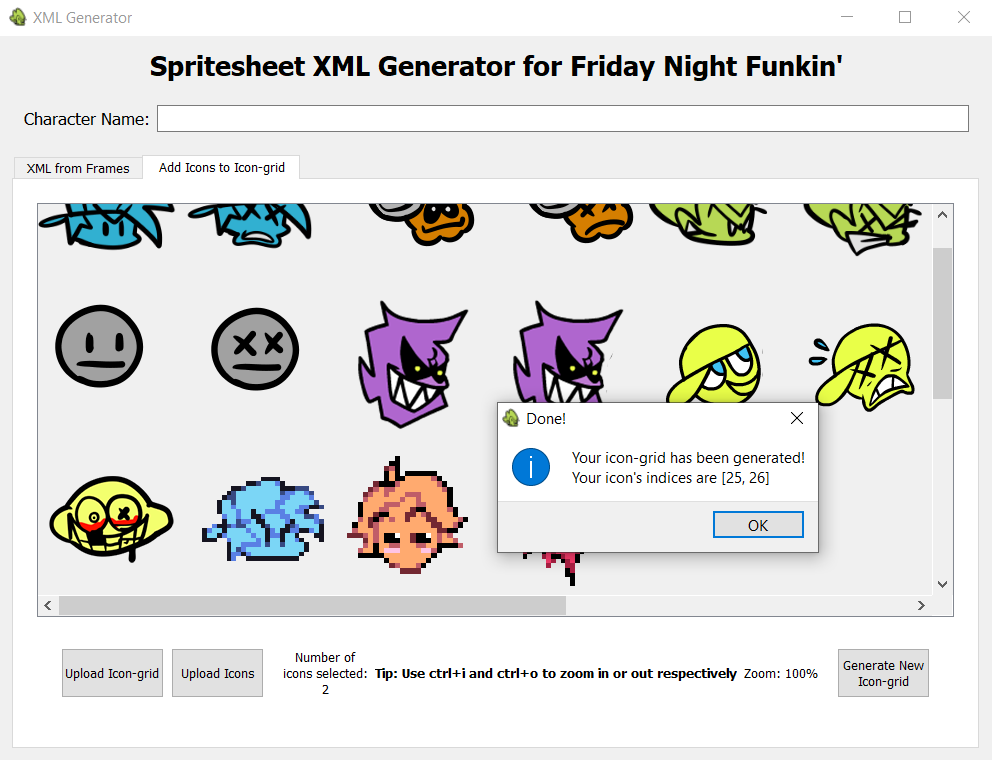 XML Generator
Spritesheet XML Generator for Friday Night Funkin'
Character Name:
XML from Frames
Add Icons to Icon-grid
Done!
Your icon-grid has been generated!
Your icon's indices are [25, 26]
OK
Upload Icon-grid
Upload Icons
Number of
icons selected:
2
Tip: Use ctrl+i and ctrl+o to zoom in or out respectively
Zoom: 100%
Generate New
Icon-grid